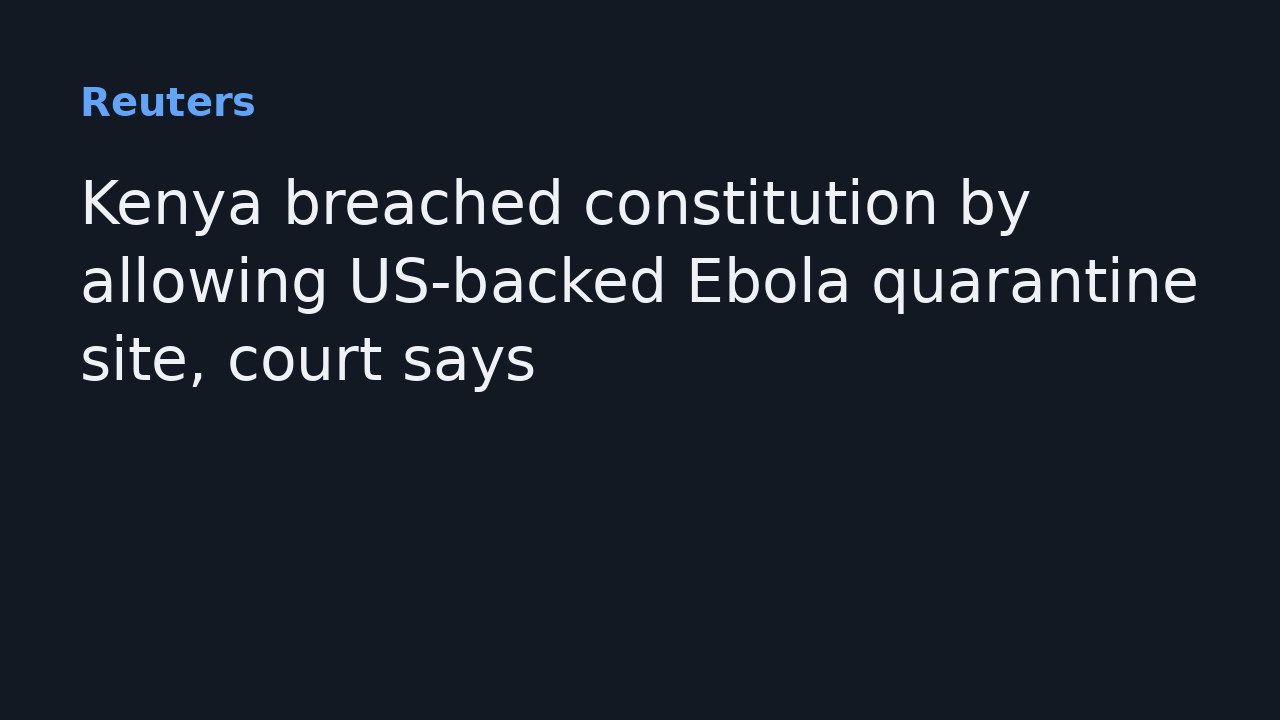 Reuters
Kenya breached constitution by
allowing US-backed Ebola quarantine
site, court says